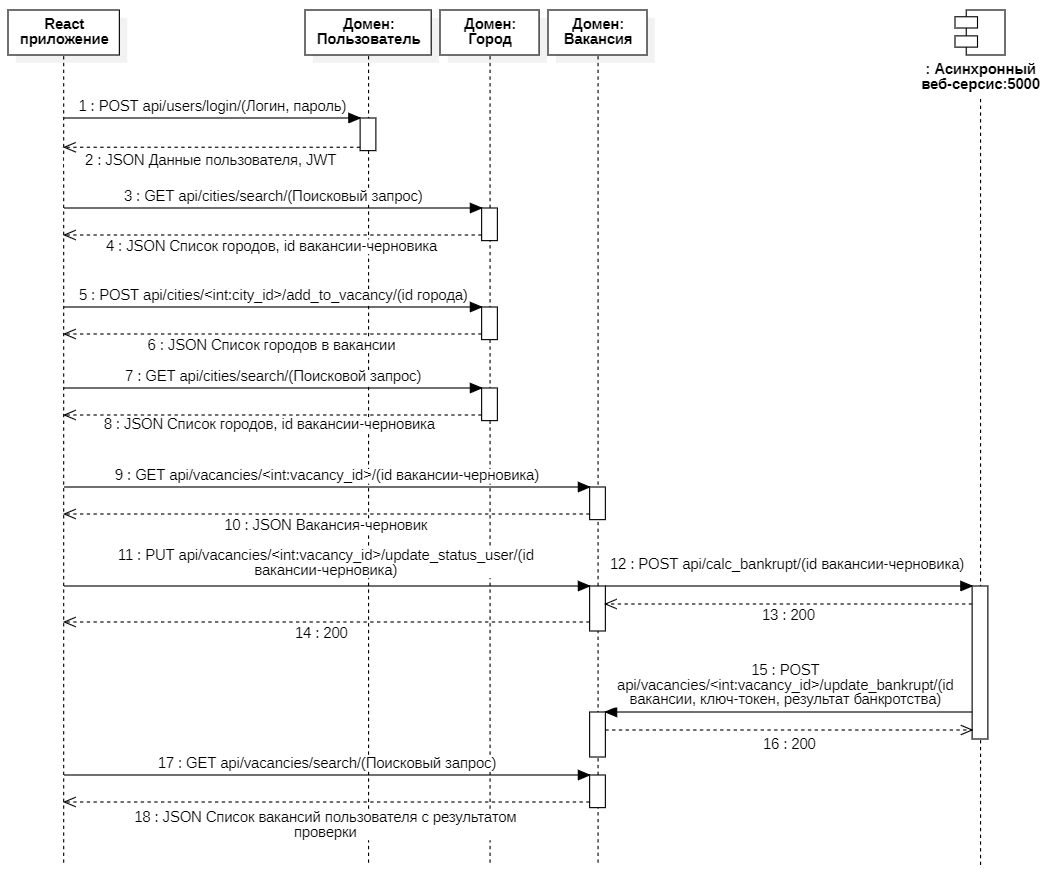 React
приложение
Домен:
Пользователь
Домен:
Город
Домен:
Вакансия
: Асинхронный
веб-серсис:5000
1 : POST api/users/login/(Логин, пароль)
2 : JSON Данные пользователя, JWT
3 : GET api/cities/search/(Поисковый запрос)
4 : JSON Список городов, id вакансии-черновика
5 : POST api/cities/<int:city_id>/add_to_vacancy/(id города)
6 : JSON Список городов в вакансии
7 : GET api/cities/search/(Поисковой запрос)
8 : JSON Список городов, id вакансии-черновика
9 : GET api/vacancies/<int:vacancy_id>/(id вакансии-черновика)
10 : JSON Вакансия-черновик
11 : PUT api/vacancies/<int:vacancy_id>/update_status_user/(id
вакансии-черновика)
12 : POST api/calc_bankrupt/(id вакансии-черновика)
13 : 200
14 : 200
15 : POST
api/vacancies/<int:vacancy_id>/update_bankrupt/(id
вакансии, ключ-токен, результат банкротства)
16 : 200
17 : GET api/vacancies/search/(Поисковый запрос)
18 : JSON Список вакансий пользователя с результатом
проверки